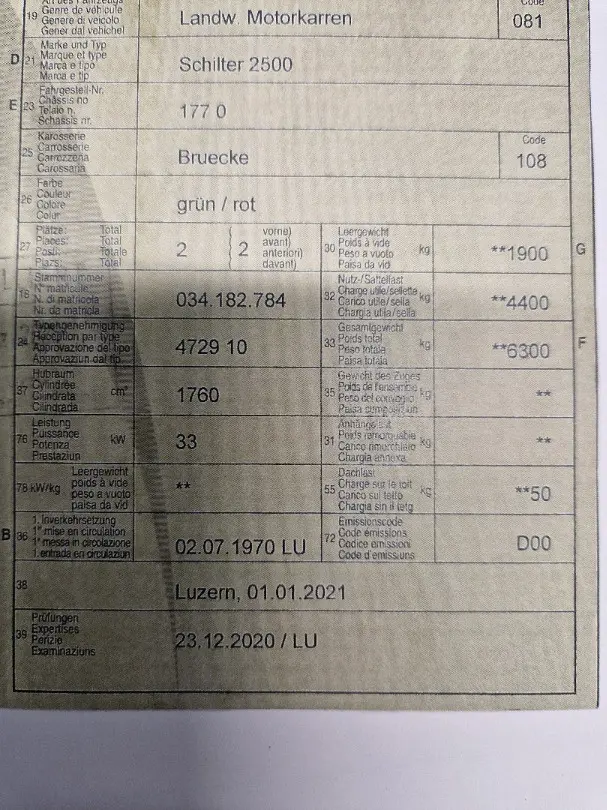 Art des Fahrzeugs Code
19 Genre de véhicule Landw. Motorkarren 081
Genere di veicolo
Gener dal vehichel
Marke und Typ
D 21 Marque et type Schilter 2500
Marca e tipo
Marca e tip
Fahrgestell-Nr.
E 23 Châssis no 177 0
Telaio n.
Schassis nr.
Karosserie Code
25 Carrosserie Bruecke 108
Carrozzeria
Carossaria
Farbe
26 Couleur grün / rot
Colore
Colur
Plätze: Total vorne) Leergewicht
27 Places: Total 2 { 2 avant) 30 Poids à vide kg **1900 G
Posti: Totale anteriori) Peso a vuoto
Plazs: Total davant) Paisa da vid
Stammnummer Nutz-/Sattellast
18 N° matricule 034.182.784 32 Charge utile/sellette kg **4400
N. di matricola Carico utile/sella
Nr. da matricla Chargia utila/sella
Typengenehmigung Gesamtgewicht F
24 Réception par type 4729 10 33 Poids total kg **6300
Approvazione del tipo Peso totale
Approvaziun dal tip Paisa totala
Hubraum Gewicht des Zuges
37 Cylindrée cm³ 1760 35 Poids de l'ensemble kg **
Cilindrata Peso del convoglio
Cilindrada Paisa cumposiziun
Leistung Anhängelast
76 Puissance kW 33 31 Poids remorquable kg **
Potenza Carico rimorchiato
Prestaziun Chargia annexa
Leergewicht Dachlast
78 kW/kg poids à vide ** 55 Charge sur le toit kg **50
peso a vuoto Carico sul tetto
paisa da vid Chargia sin il tetg
1. Inverkehrsetzung Emissionscode
B 36 1re mise en circulation 02.07.1970 LU 72 Code émissions D00
1a messa in circolazione Codice emissioni
1. entrada en circulaziun Code d'emissiuns
38 Luzern, 01.01.2021
Prüfungen
39 Expertises 23.12.2020 / LU
Perizie
Examinaziuns